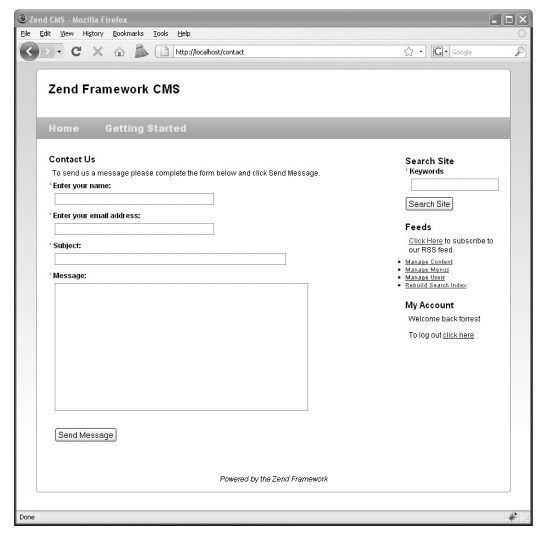 Zend CMS - Mozilla Firefox
File Edit View History Bookmarks Tools Help
http://localhost/contact
G Google
Zend Framework CMS
Home Getting Started
Contact Us
To send us a message please complete the form below and click Send Message.
* Enter your name:
* Enter your email address:
* Subject:
* Message:
Send Message
Search Site
* Keywords
Search Site
Feeds
Click Here to subscribe to
our RSS feed.
Manage Content
Manage Menus
Manage Users
Rebuild Search Index
My Account
Welcome back forrest
To log out click here
Powered by the Zend Framework
Done